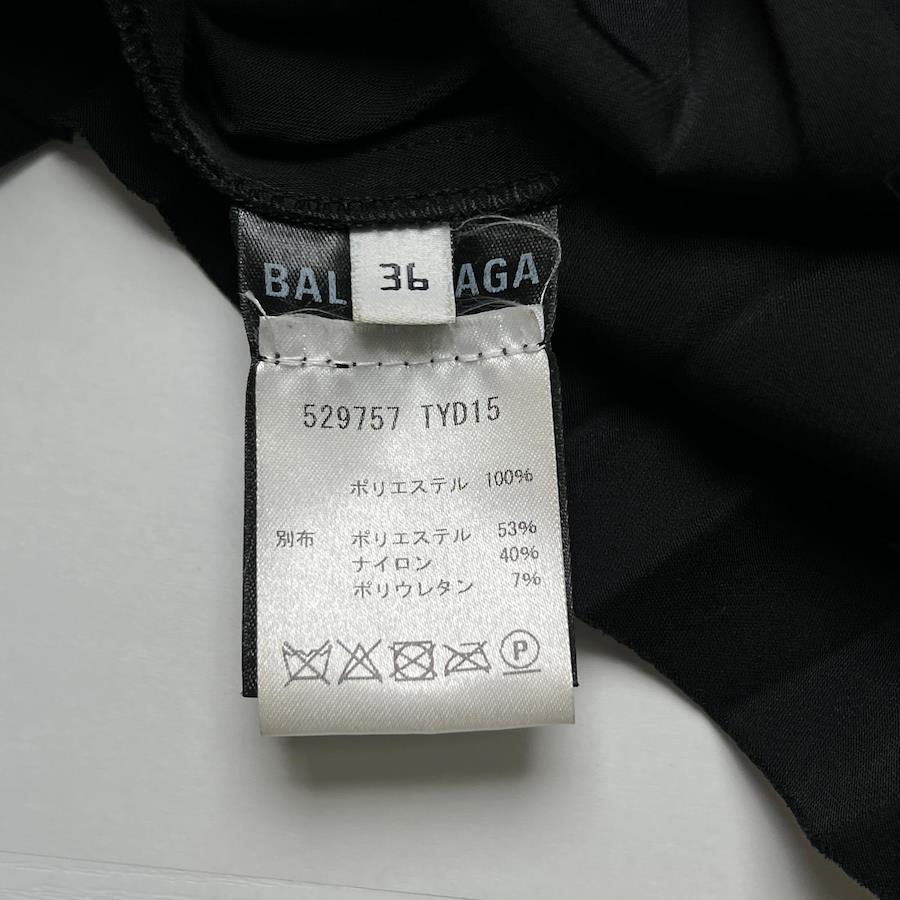 BAL 36 AGA
529757 TYD15
ポリエステル 100%
別布 ポリエステル 53%
ナイロン 40%
ポリウレタン 7%
P